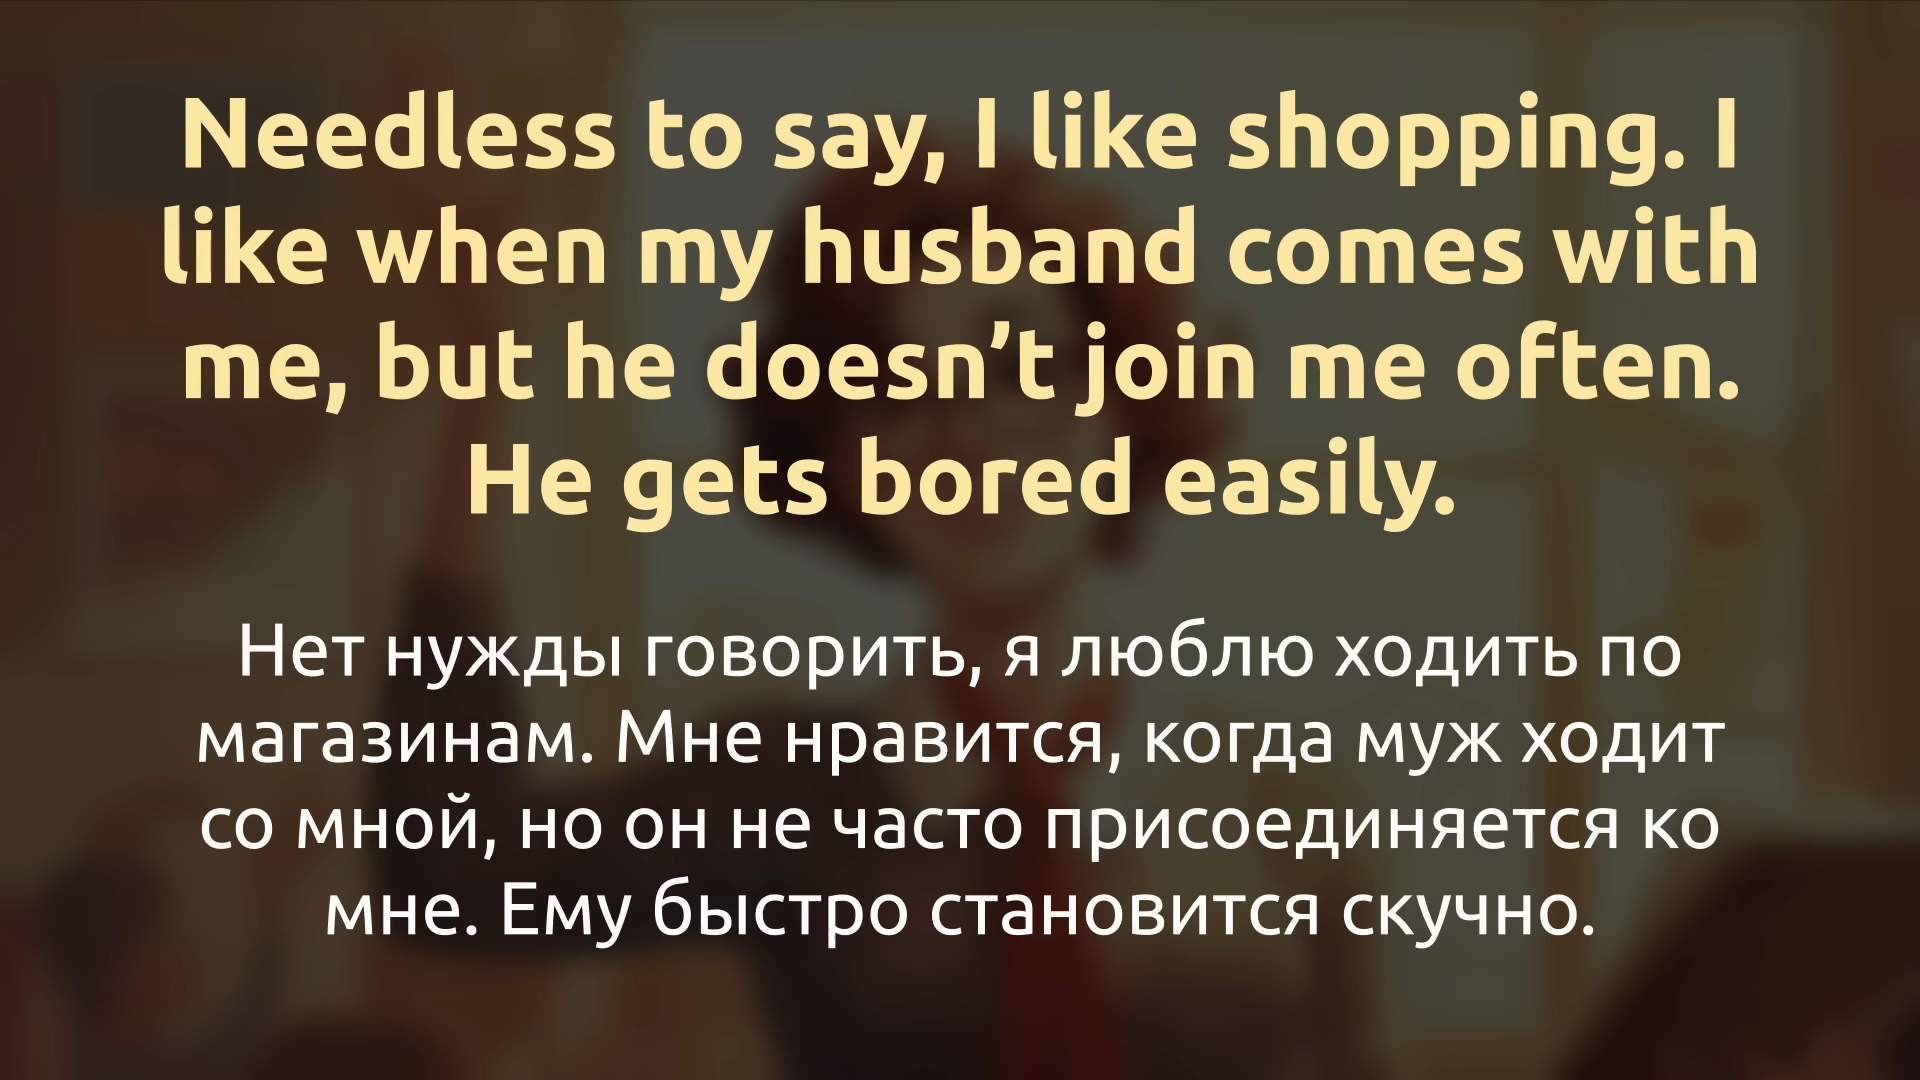 Needless to say, I like shopping. I
like when my husband comes with
me, but he doesn’t join me often.
He gets bored easily.
Нет нужды говорить, я люблю ходить по
магазинам. Мне нравится, когда муж ходит
со мной, но он не часто присоединяется ко
мне. Ему быстро становится скучно.